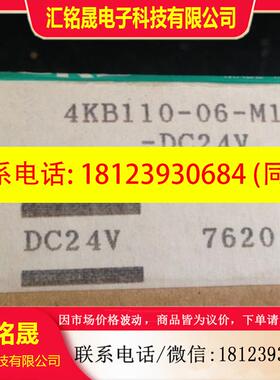 汇铭晟电子科技有限公司
4KB110-06-M1
-DC24V
系电话: 18123930684 (同
DC24V 7620
汇铭晟
因市场价格波动，商品皆为议价，下单请
科技有限公司
联系电话/微信:1812393